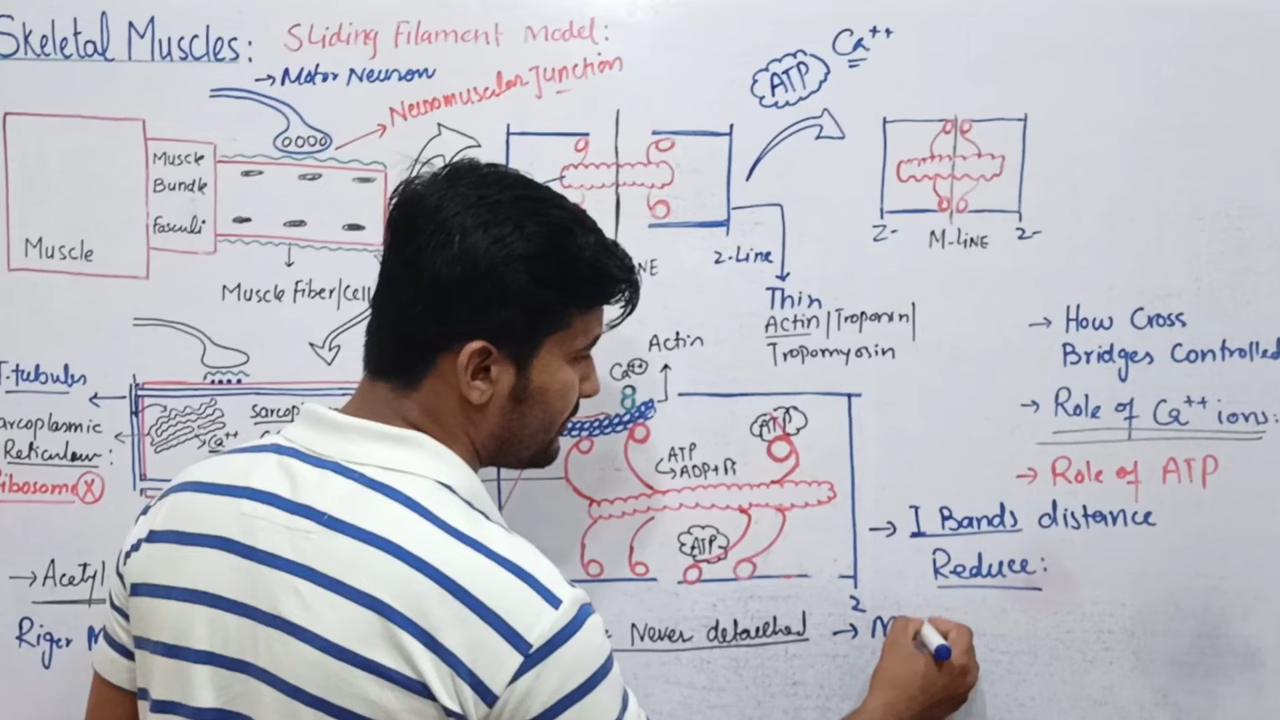 Skeletal Muscles: Sliding Filament Model:
→ Motor Neuron
Neuromuscular Junction
ATP
Ca++
Muscle
Bundle
Fasculi
Muscle
Muscle Fiber/Cell
NE
Z-Line
Thin
Actin/Troponin/
Tropomyosin
Z-
M-LINE
Z-
→ How Cross
Bridges Controlled
→ Role of Ca++ ions:
→ Role of ATP
T-tubules
Sarcoplasmic
Reticulum:
Ribosome X
Ca++
Actin
Ca++
ATP
ADP+Pi
ATP
ATP
Z
→ I Bands distance
Reduce:
→ Acetyl
Riger M
: Never detached → M